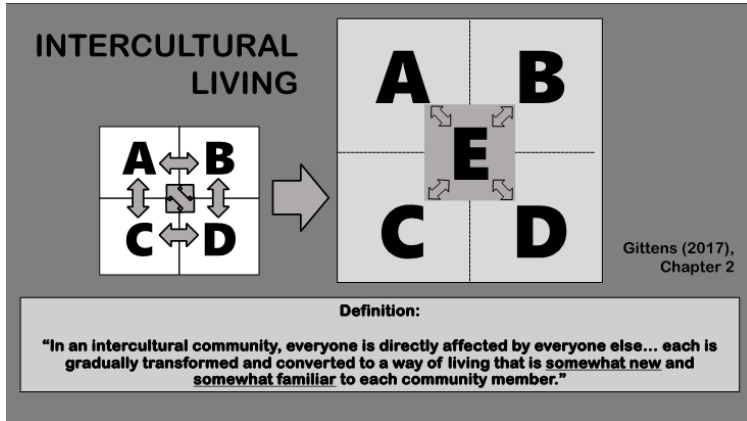 INTERCULTURAL
LIVING
A B
C D
A B
E
C D
Gittens (2017),
Chapter 2
Definition:
“In an intercultural community, everyone is directly affected by everyone else... each is
gradually transformed and converted to a way of living that is somewhat new and
somewhat familiar to each community member.”